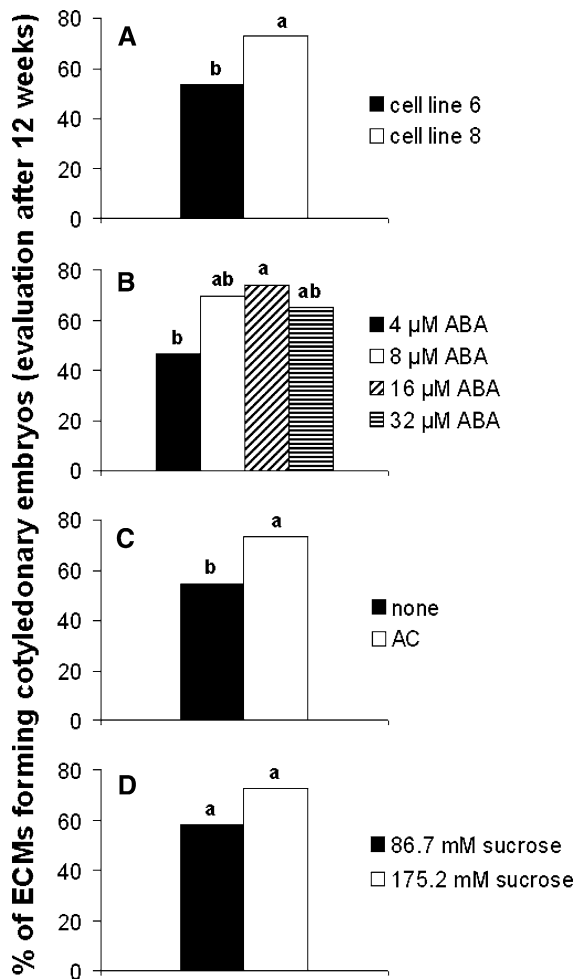 % of ECMs forming cotyledonary embryos (evaluation after 12 weeks)
A
80
60
40
20
0
b
a
cell line 6
cell line 8
B
80
60
40
20
0
b
ab
a
ab
4 µM ABA
8 µM ABA
16 µM ABA
32 µM ABA
C
80
60
40
20
0
b
a
none
AC
D
80
60
40
20
0
a
a
86.7 mM sucrose
175.2 mM sucrose